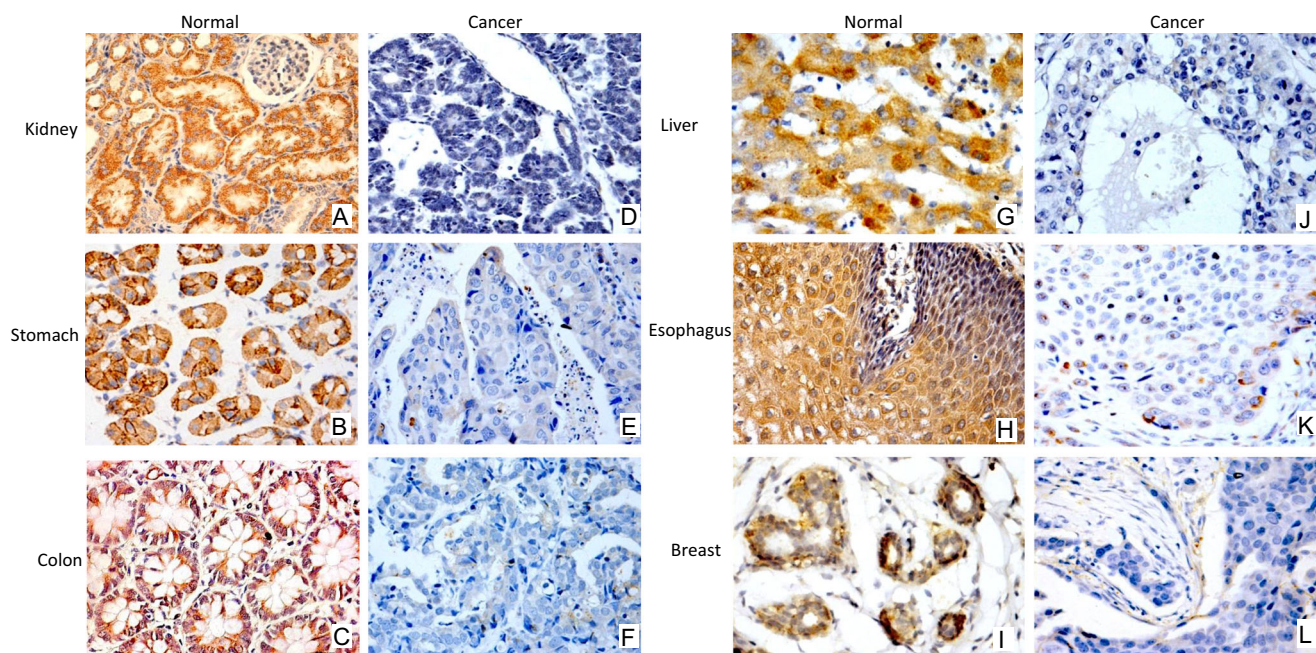 Normal Cancer Normal Cancer
Kidney A D Liver G J
Stomach B E Esophagus H K
Colon C F Breast I L